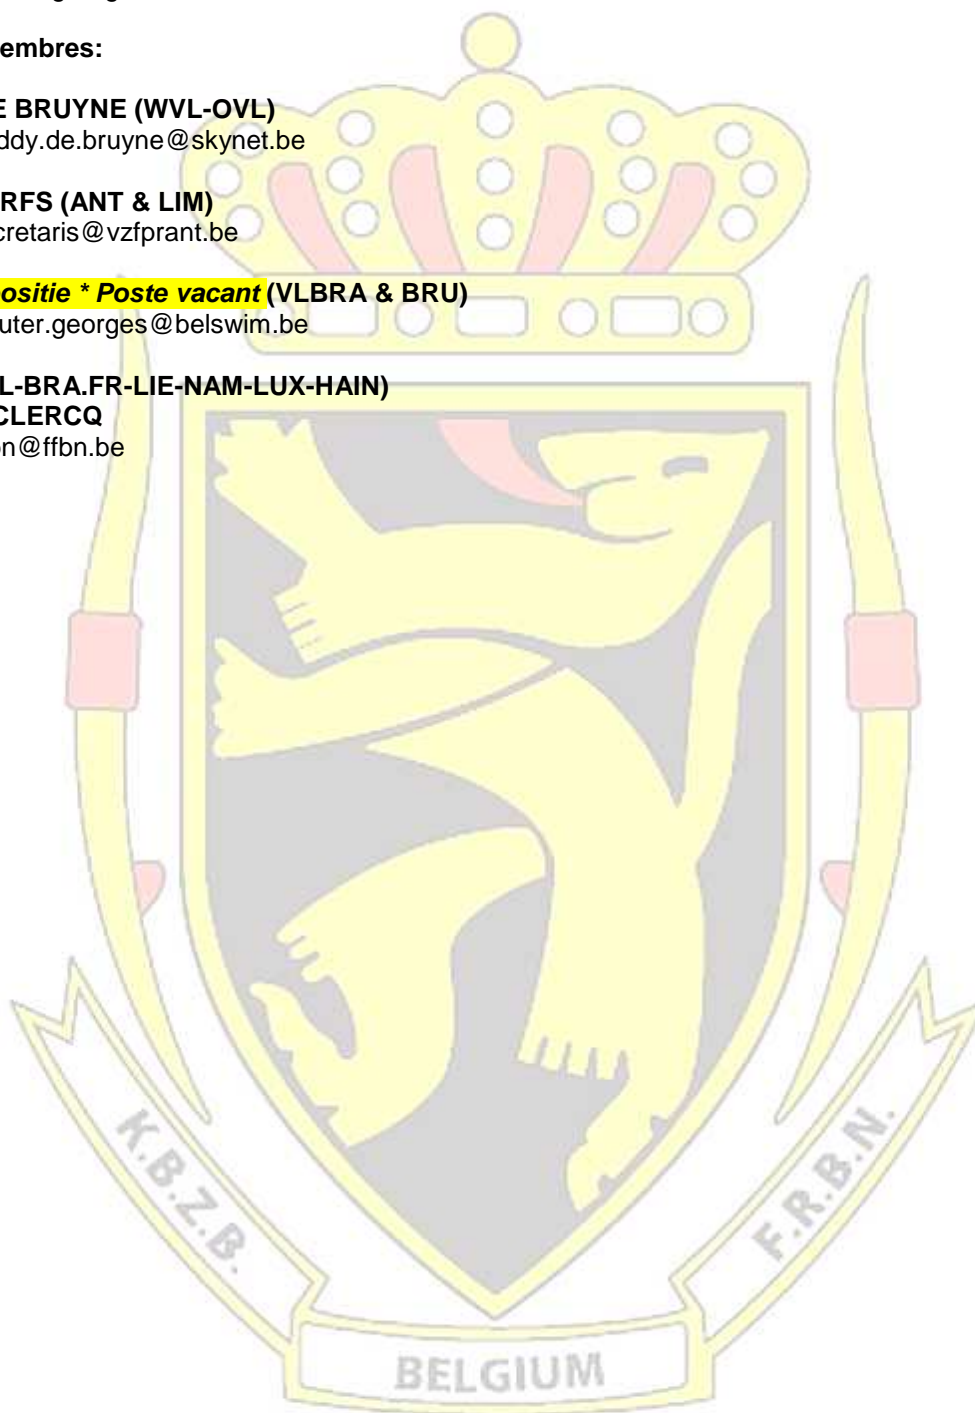 embres:
E BRUYNE (WVL-OVL)
ddy.de.bruyne@skynet.be
RFS (ANT & LIM)
cretaris@vzfprant.be
ositie * Poste vacant (VLBRA & BRU)
uter.georges@belswim.be
L-BRA.FR-LIE-NAM-LUX-HAIN)
CLERCQ
on@ffbn.be
K.B.Z.B.
F.R.B.N.
BELGIUM